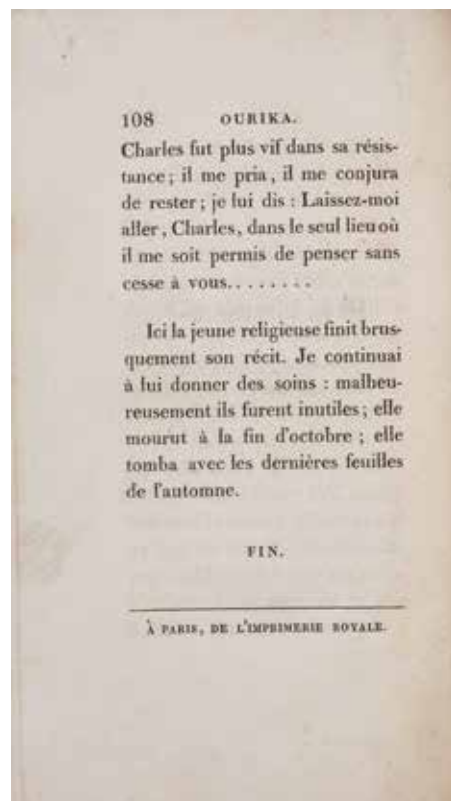 108 OURIKA.
Charles fut plus vif dans sa résis-
tance; il me pria, il me conjura
de rester; je lui dis : Laissez-moi
aller, Charles, dans le seul lieu où
il me soit permis de penser sans
cesse à vous........
Ici la jeune religieuse finit brus-
quement son récit. Je continuai
à lui donner des soins : malheu-
reusement ils furent inutiles; elle
mourut à la fin d'octobre ; elle
tomba avec les dernières feuilles
de l'automne.
FIN.
À PARIS, DE L'IMPRIMERIE ROYALE.